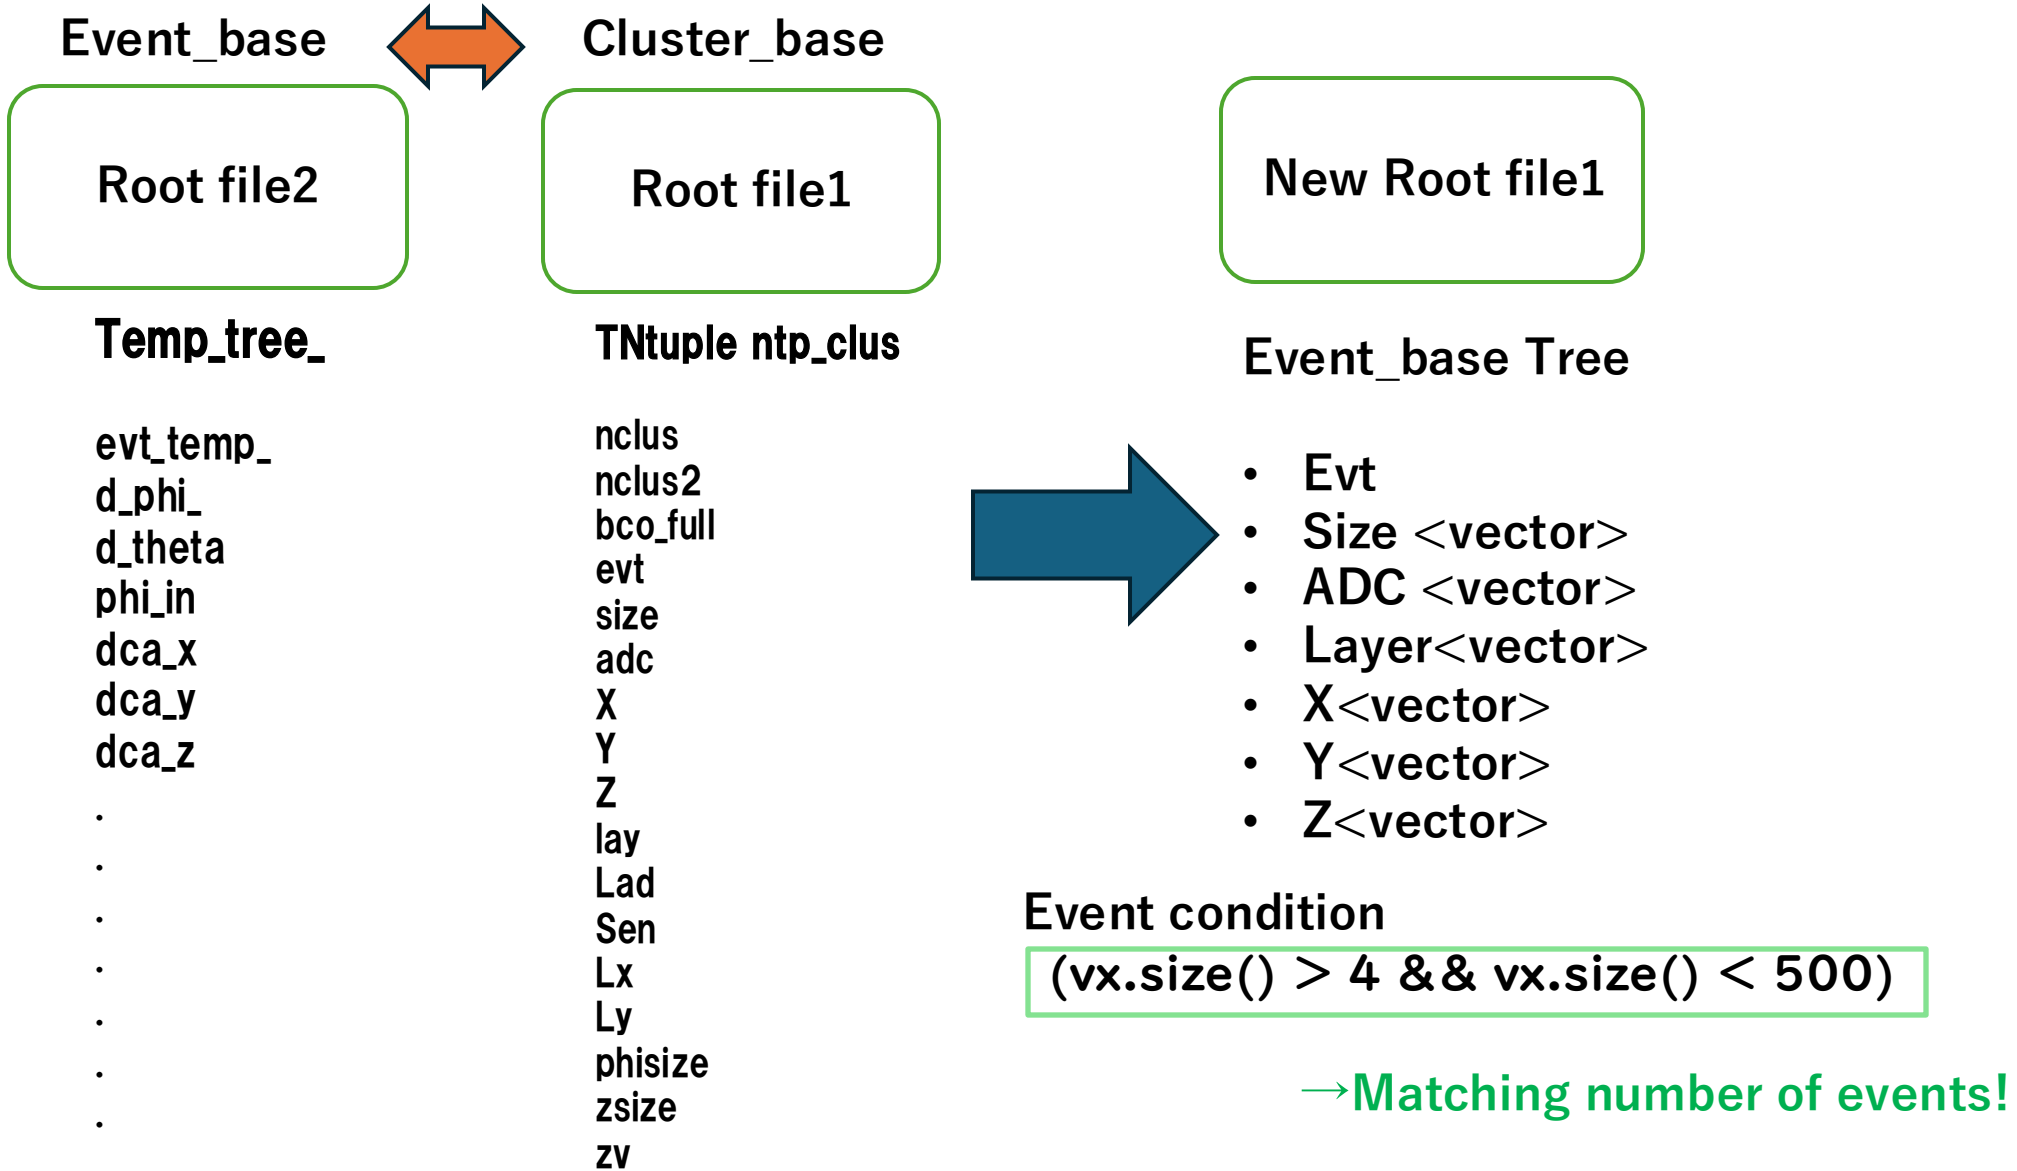 Event_base
Root file2
Temp_tree_
evt_temp_
d_phi_
d_theta
phi_in
dca_x
dca_y
dca_z
.
.
.
.
.
.
.
Cluster_base
Root file1
TNtuple ntp_clus
nclus
nclus2
bco_full
evt
size
adc
X
Y
Z
lay
Lad
Sen
Lx
Ly
phisize
zsize
zv
New Root file1
Event_base Tree
• Evt
• Size <vector>
• ADC <vector>
• Layer<vector>
• X<vector>
• Y<vector>
• Z<vector>
Event condition
(vx.size() > 4 && vx.size() < 500)
→Matching number of events!